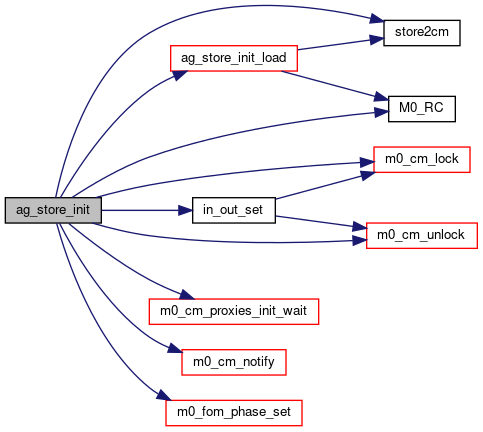 store2cm
ag_store_init_load
M0_RC
m0_cm_lock
ag_store_init
in_out_set
m0_cm_unlock
m0_cm_proxies_init_wait
m0_cm_notify
m0_fom_phase_set